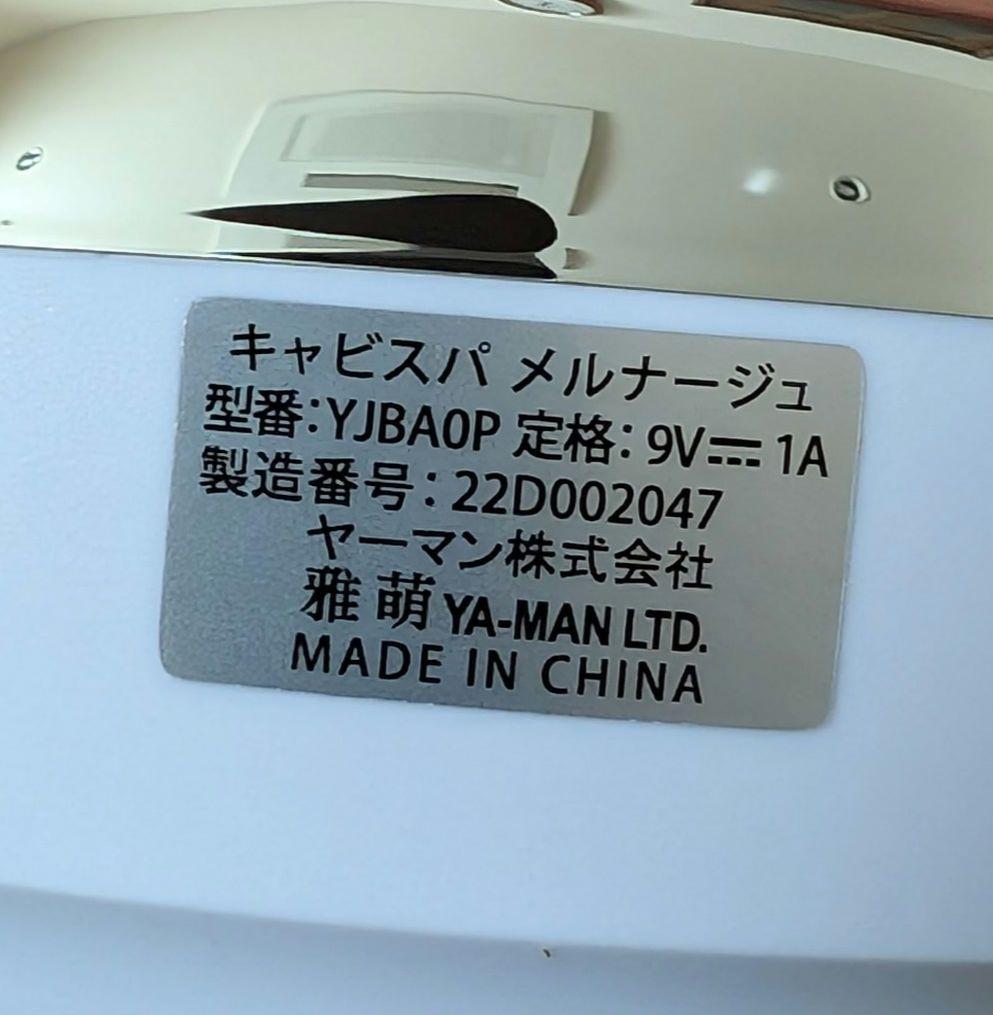 キャビスパ メルナージュ
型番:YJBA0P 定格:9V⎓1A
製造番号:22D002047
ヤーマン株式会社
雅萌 YA-MAN LTD.
MADE IN CHINA